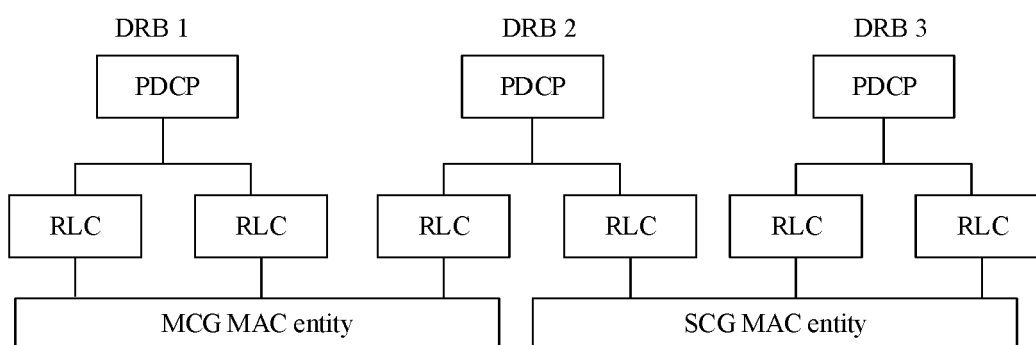 DRB 1 DRB 2 DRB 3
PDCP PDCP PDCP
RLC RLC RLC RLC RLC RLC
MCG MAC entity SCG MAC entity